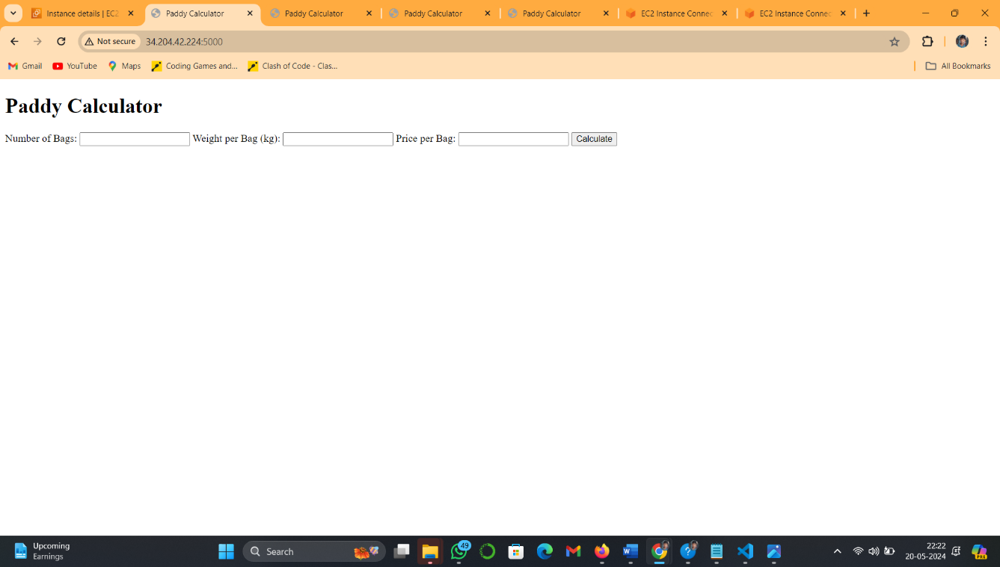 Instance details | EC2
Paddy Calculator
Paddy Calculator
Paddy Calculator
Paddy Calculator
EC2 Instance Connec
EC2 Instance Connec
Not secure 34.204.42.224:5000
Gmail YouTube Maps Coding Games and... Clash of Code - Clas... All Bookmarks
Paddy Calculator
Number of Bags: Weight per Bag (kg): Price per Bag: Calculate
Upcoming
Earnings
Search
49
22:22
20-05-2024
PRE